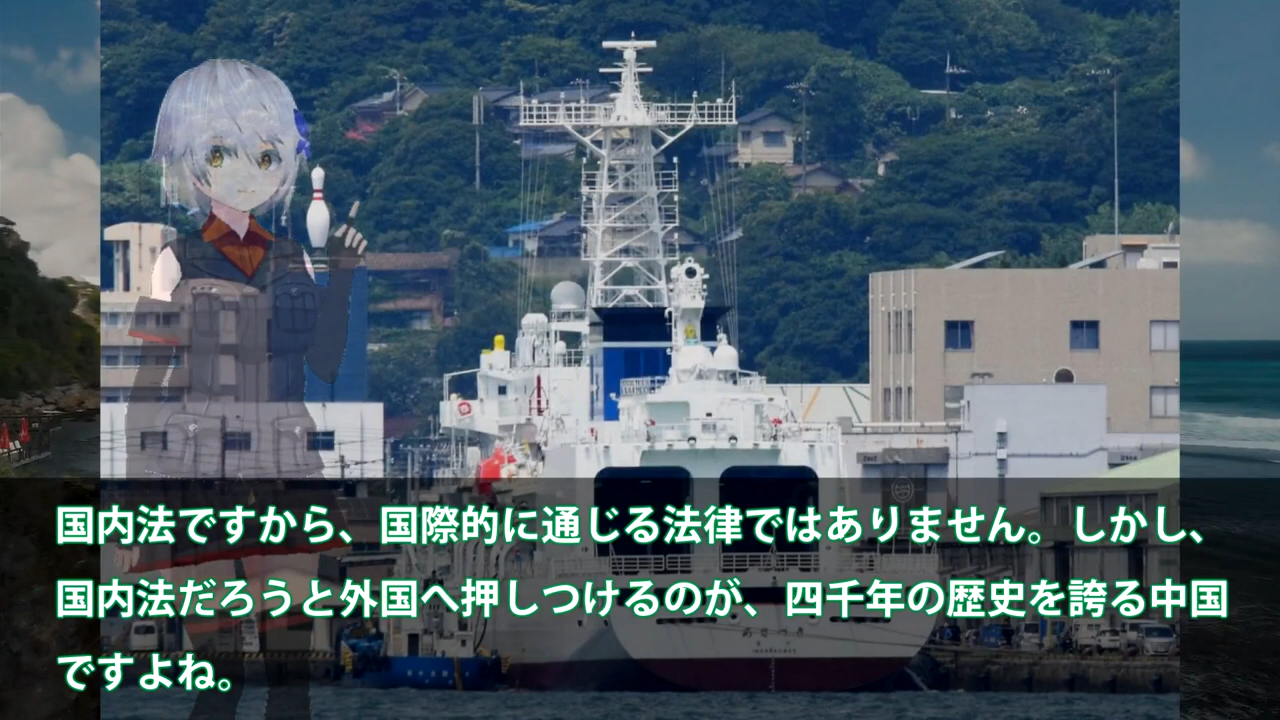 国内法ですから、国際的に通じる法律ではありません。しかし、
国内法だろうと外国へ押しつけるのが、四千年の歴史を誇る中国
ですよね。